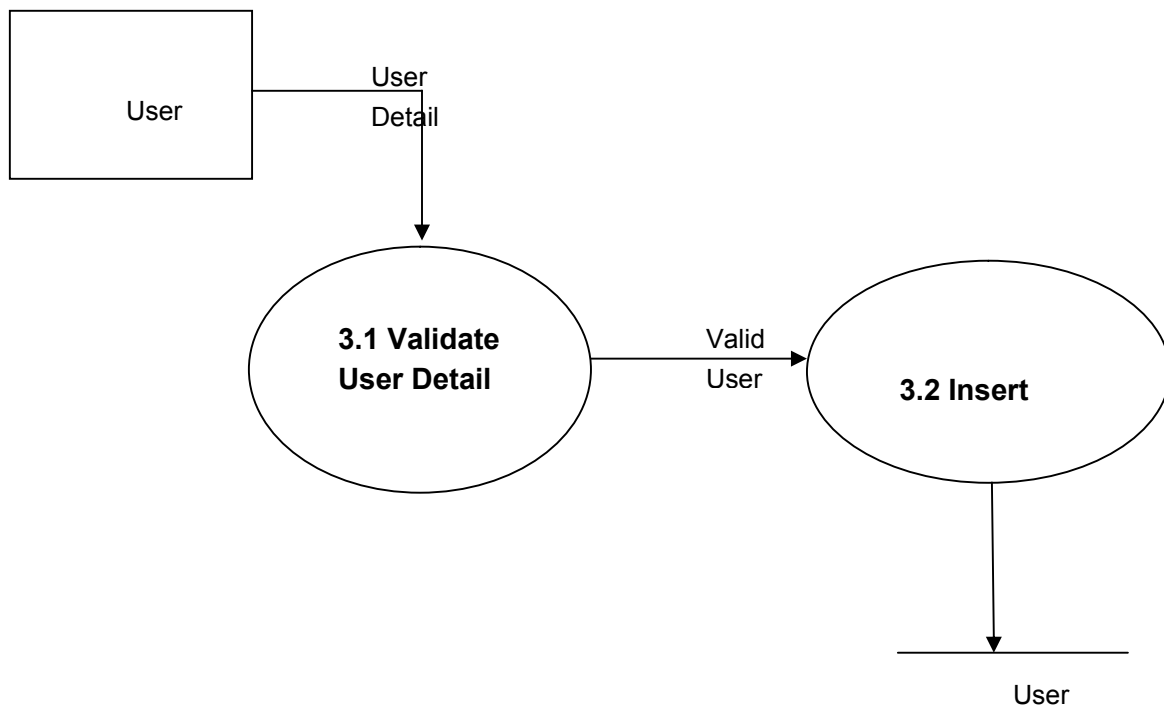 User
User
Detail
3.1 Validate
User Detail
Valid
User
3.2 Insert
User